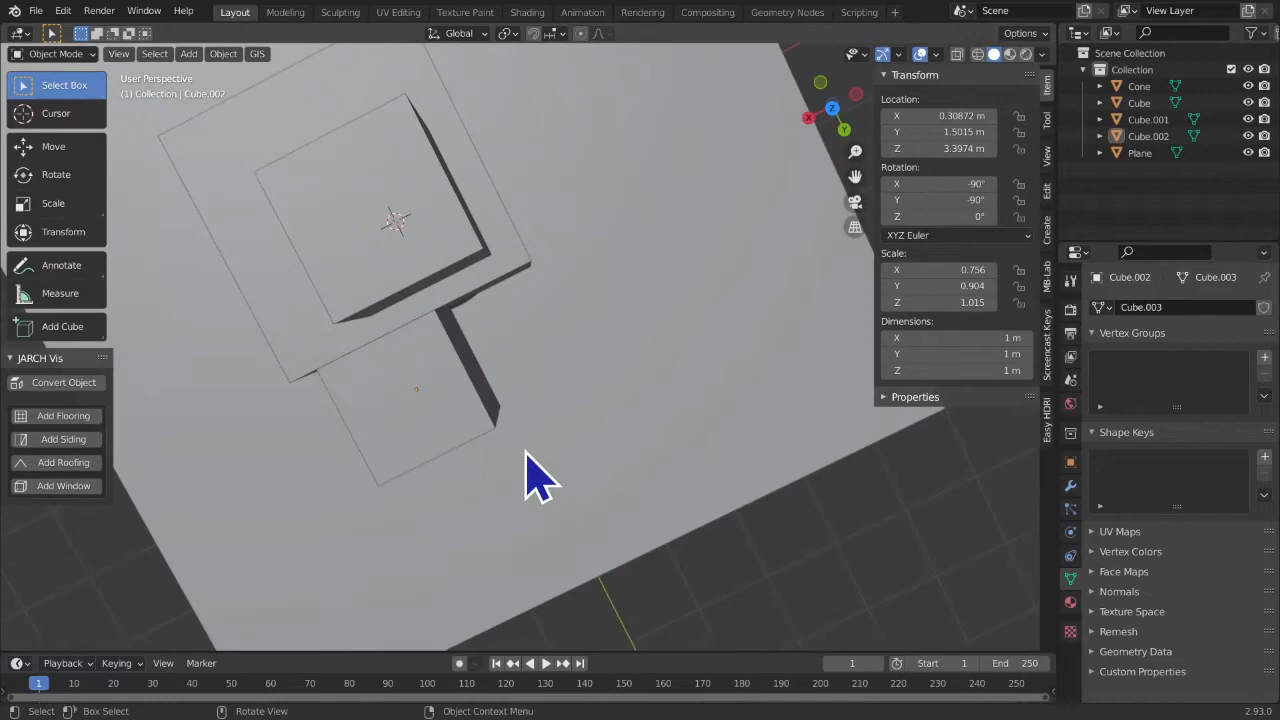 File Edit Render Window Help Layout Modeling Sculpting UV Editing Texture Paint Shading Animation Rendering Compositing Geometry Nodes Scripting + Scene View Layer
Object Mode View Select Add Object GIS Global Options
Select Box
Cursor
Move
Rotate
Scale
Transform
Annotate
Measure
Add Cube
JARCH Vis
Convert Object
Add Flooring
Add Siding
Add Roofing
Add Window
User Perspective
(1) Collection | Cube.002
X
Y
Z
Transform
Location:
X 0.30872 m
Y 1.5015 m
Z 3.3974 m
Rotation:
X -90°
Y -90°
Z 0°
XYZ Euler
Scale:
X 0.756
Y 0.904
Z 1.015
Dimensions:
X 1 m
Y 1 m
Z 1 m
Properties
Item
Tool
View
Edit
Create
MB-Lab
Screencast Keys
Easy HDRI
Scene Collection
Collection
Cone
Cube
Cube.001
Cube.002
Plane
Cube.002 Cube.003
Cube.003
Vertex Groups
Shape Keys
UV Maps
Vertex Colors
Face Maps
Normals
Texture Space
Remesh
Geometry Data
Custom Properties
Playback Keying View Marker 1 Start 1 End 250
1 10 20 30 40 50 60 70 80 90 100 110 120 130 140 150 160 170 180 190 200 210 220 230 240 250
Select Box Select Rotate View Object Context Menu 2.93.0